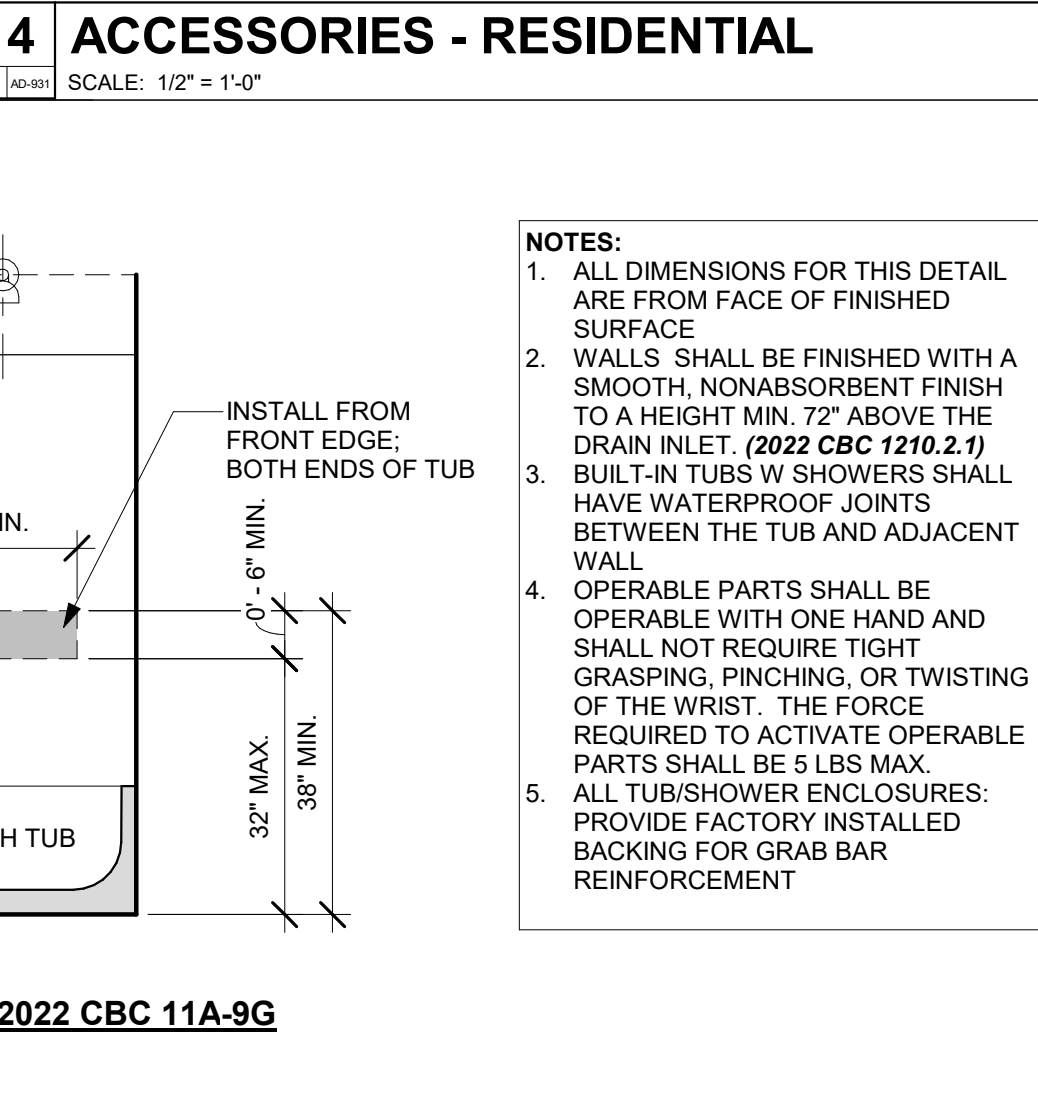 4 ACCESSORIES - RESIDENTIAL
AD-931 SCALE: 1/2" = 1'-0"
INSTALL FROM
FRONT EDGE;
BOTH ENDS OF TUB
IN.
0' - 6" MIN.
32" MAX.
38" MIN.
H TUB
2022 CBC 11A-9G
NOTES:
1. ALL DIMENSIONS FOR THIS DETAIL
ARE FROM FACE OF FINISHED
SURFACE
2. WALLS SHALL BE FINISHED WITH A
SMOOTH, NONABSORBENT FINISH
TO A HEIGHT MIN. 72" ABOVE THE
DRAIN INLET. (2022 CBC 1210.2.1)
3. BUILT-IN TUBS W SHOWERS SHALL
HAVE WATERPROOF JOINTS
BETWEEN THE TUB AND ADJACENT
WALL
4. OPERABLE PARTS SHALL BE
OPERABLE WITH ONE HAND AND
SHALL NOT REQUIRE TIGHT
GRASPING, PINCHING, OR TWISTING
OF THE WRIST. THE FORCE
REQUIRED TO ACTIVATE OPERABLE
PARTS SHALL BE 5 LBS MAX.
5. ALL TUB/SHOWER ENCLOSURES:
PROVIDE FACTORY INSTALLED
BACKING FOR GRAB BAR
REINFORCEMENT